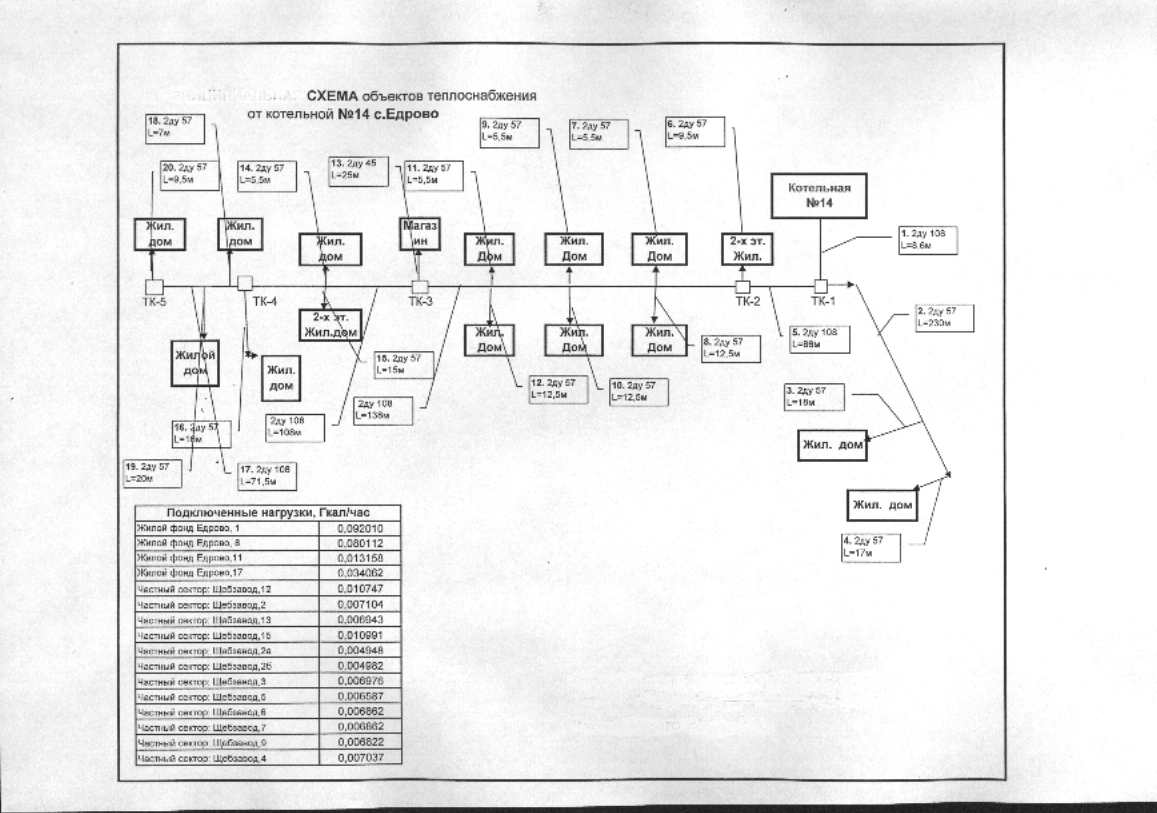 СХЕМА объектов теплоснабжения
от котельной №14 с.Едрово
18. 2ду 57
L=7м
9. 2ду 57
L=5,5м
7. 2ду 57
L=5,5м
6. 2ду 57
L=9,5м
20. 2ду 57
L=9,5м
14. 2ду 57
L=5,5м
13. 2ду 45
L=25м
11. 2ду 57
L=5,5м
Котельная
№14
Жил.
дом
Жил.
дом
Жил.
дом
Магаз
ин
Жил.
Дом
Жил.
Дом
Жил.
Дом
2-х эт.
Жил.
1. 2ду 108
L=8.6м
ТК-5
ТК-4
ТК-3
ТК-2
ТК-1
2-х эт.
Жил.дом
Жил.
Дом
Жил.
Дом
Жил.
Дом
2. 2ду 57
L=230м
5. 2ду 108
L=88м
8. 2ду 57
L=12,5м
Жилой
дом
Жил.
дом
15. 2ду 57
L=15м
12. 2ду 57
L=12,5м
10. 2ду 57
L=12,5м
3. 2ду 57
L=18м
2ду 108
L=138м
2ду 108
L=108м
16. 2ду 57
L=18м
Жил. дом
19. 2ду 57
L=20м
17. 2ду 108
L=71,5м
Жил. дом
4. 2ду 57
L=17м
Подключенные нагрузки, Гкал/час
Жилой фонд Едрово, 1 0,092010
Жилой фонд Едрово, 8 0,080112
Жилой фонд Едрово,11 0,013158
Жилой фонд Едрово,17 0,034062
Частный сектор: Щебзавод,12 0,010747
Частный сектор: Щебзавод,2 0,007104
Частный сектор: Щебзавод,13 0,006943
Частный сектор: Щебзавод,15 0,010991
Частный сектор: Щебзавод,2а 0,004948
Частный сектор: Щебзавод,2б 0,004982
Частный сектор: Щебзавод,3 0,006976
Частный сектор: Щебзавод,5 0,006587
Частный сектор: Щебзавод,6 0,006862
Частный сектор: Щебзавод,7 0,006862
Частный сектор: Щебзавод,9 0,006822
Частный сектор: Щебзавод,4 0,007037